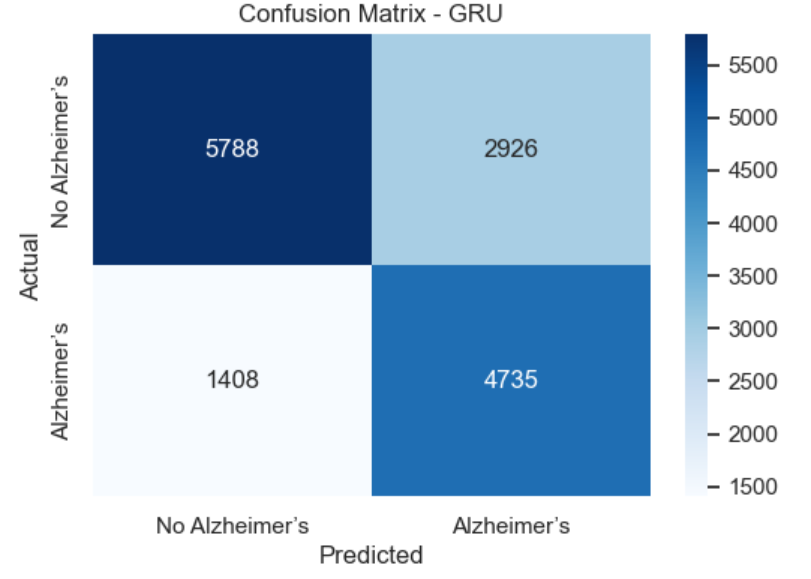 Confusion Matrix - GRU
Actual
No Alzheimer’s
5788
2926
Alzheimer’s
1408
4735
No Alzheimer’s
Alzheimer’s
Predicted
5500
5000
4500
4000
3500
3000
2500
2000
1500